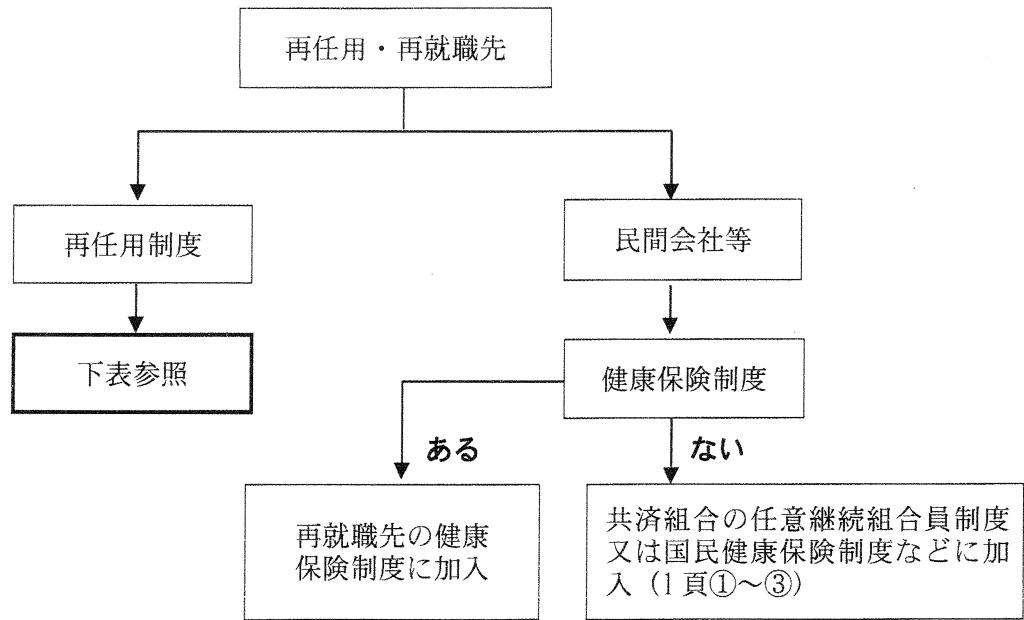 再任用・再就職先
再任用制度
民間会社等
下表参照
健康保険制度
ある
ない
再就職先の健康
保険制度に加入
共済組合の任意継続組合員制度
又は国民健康保険制度などに加
入（1頁①～③）